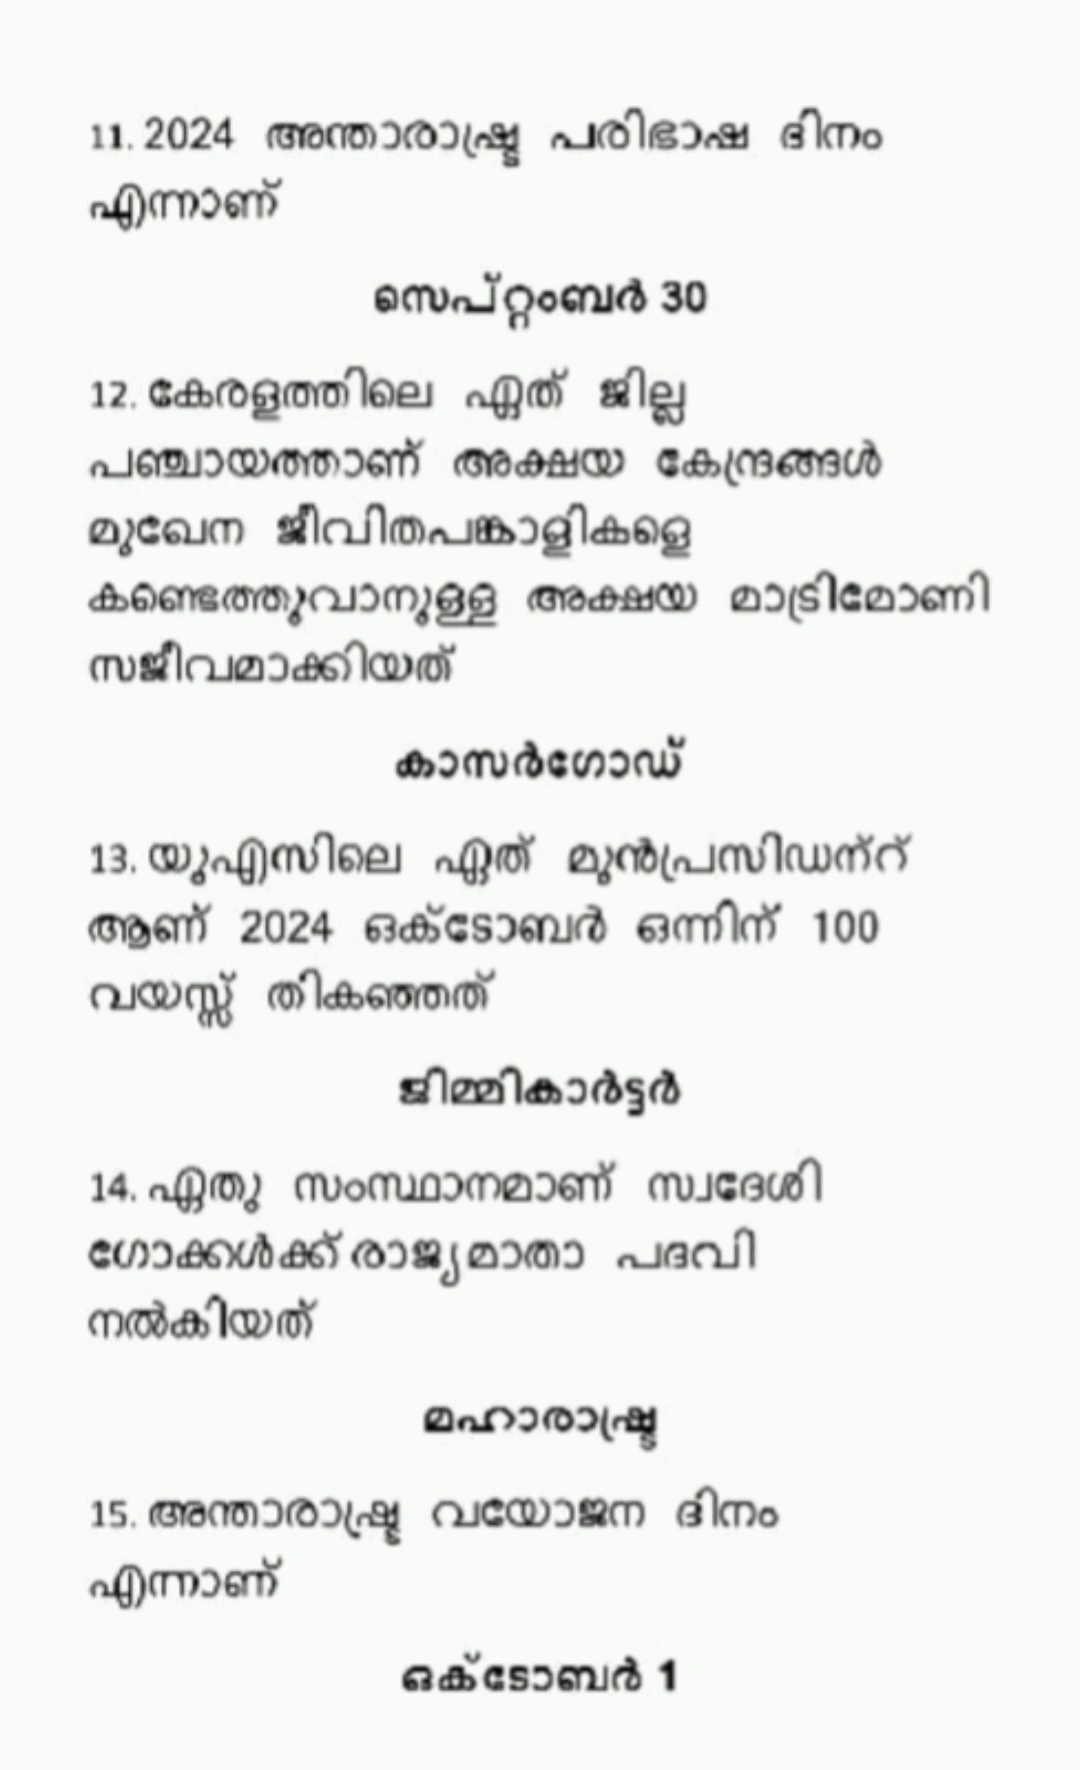 11. 2024 അന്താരാഷ്ട്ര പരിഭാഷ ദിനം
എന്നാണ്
സെപ്റ്റംബർ 30
12. കേരളത്തിലെ ഏത് ജില്ല
പഞ്ചായത്താണ് അക്ഷയ കേന്ദ്രങ്ങൾ
മുഖേന ജീവിതപങ്കാളികളെ
കണ്ടെത്തുവാനുള്ള അക്ഷയ മാട്രിമോണി
സജീവമാക്കിയത്
കാസർഗോഡ്
13. യുഎസിലെ ഏത് മുൻപ്രസിഡന്റ്
ആണ് 2024 ഒക്ടോബർ ഒന്നിന് 100
വയസ്സ് തികഞ്ഞത്
ജിമ്മികാർട്ടർ
14. ഏതു സംസ്ഥാനമാണ് സ്വദേശി
ഗോക്കൾക്ക് രാജ്യമാതാ പദവി
നൽകിയത്
മഹാരാഷ്ട്ര
15. അന്താരാഷ്ട്ര വയോജന ദിനം
എന്നാണ്
ഒക്ടോബർ 1